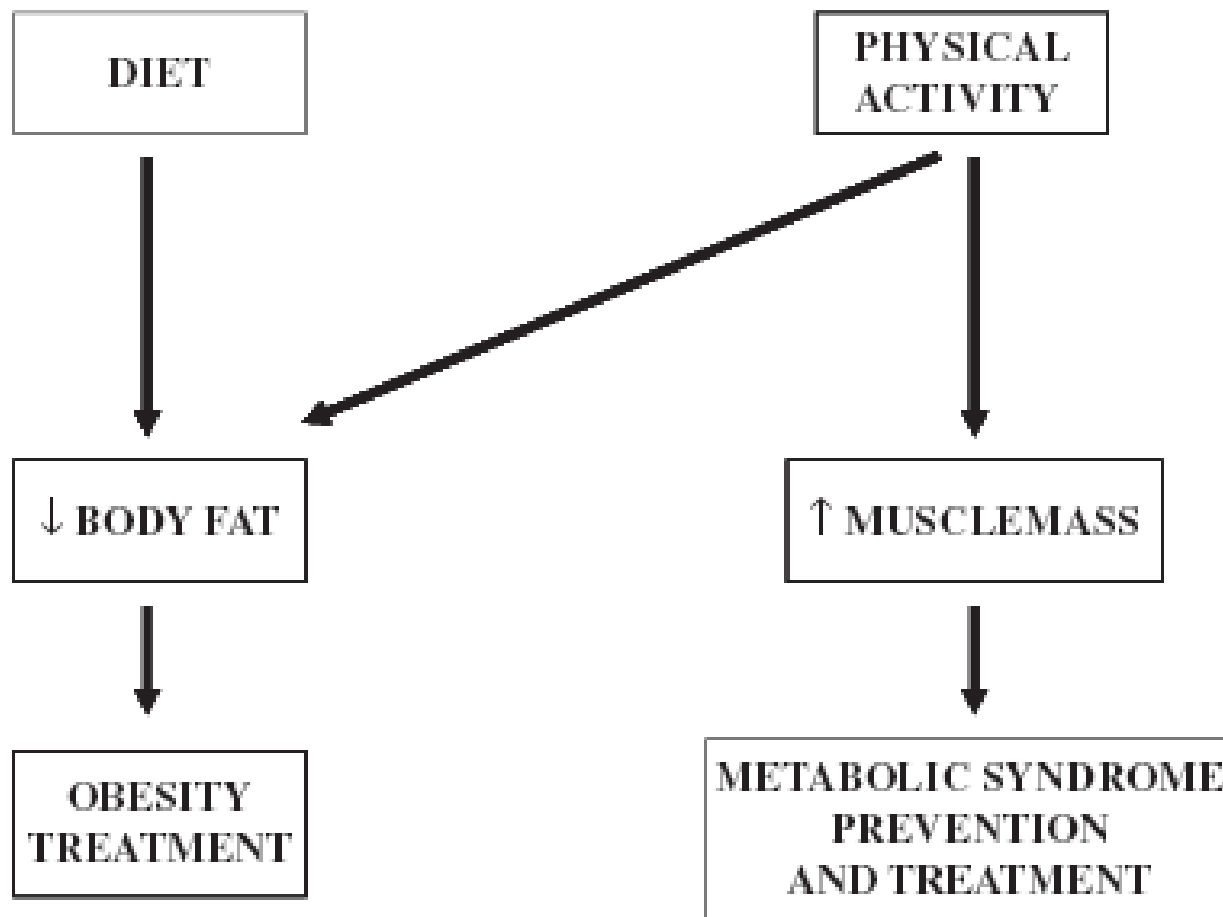 DIET
PHYSICAL
ACTIVITY
↓ BODY FAT
↑ MUSCLEMASS
OBESITY
TREATMENT
METABOLIC SYNDROME
PREVENTION
AND TREATMENT